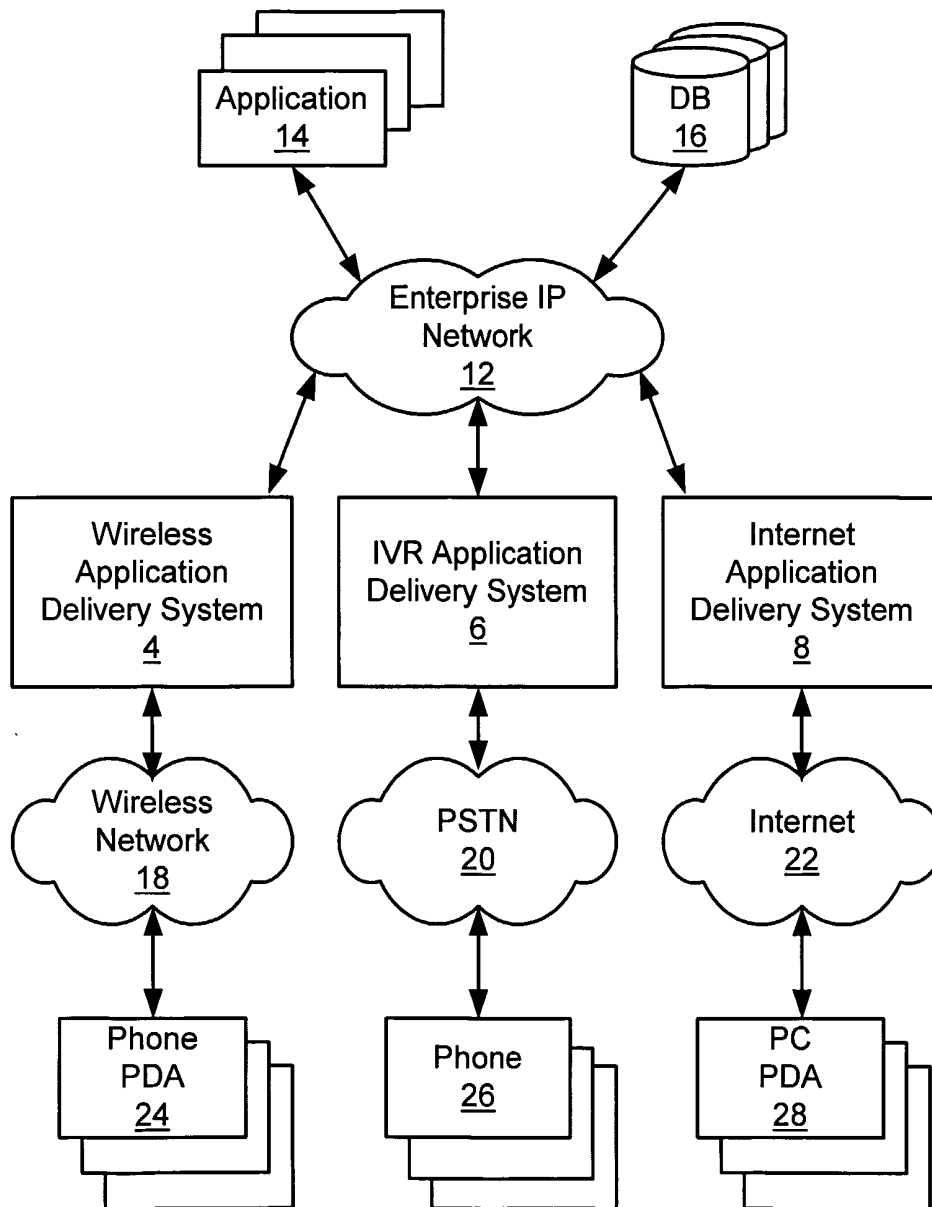 Application
14
DB
16
Enterprise IP
Network
12
Wireless
Application
Delivery System
4
IVR Application
Delivery System
6
Internet
Application
Delivery System
8
Wireless
Network
18
PSTN
20
Internet
22
Phone
PDA
24
Phone
26
PC
PDA
28